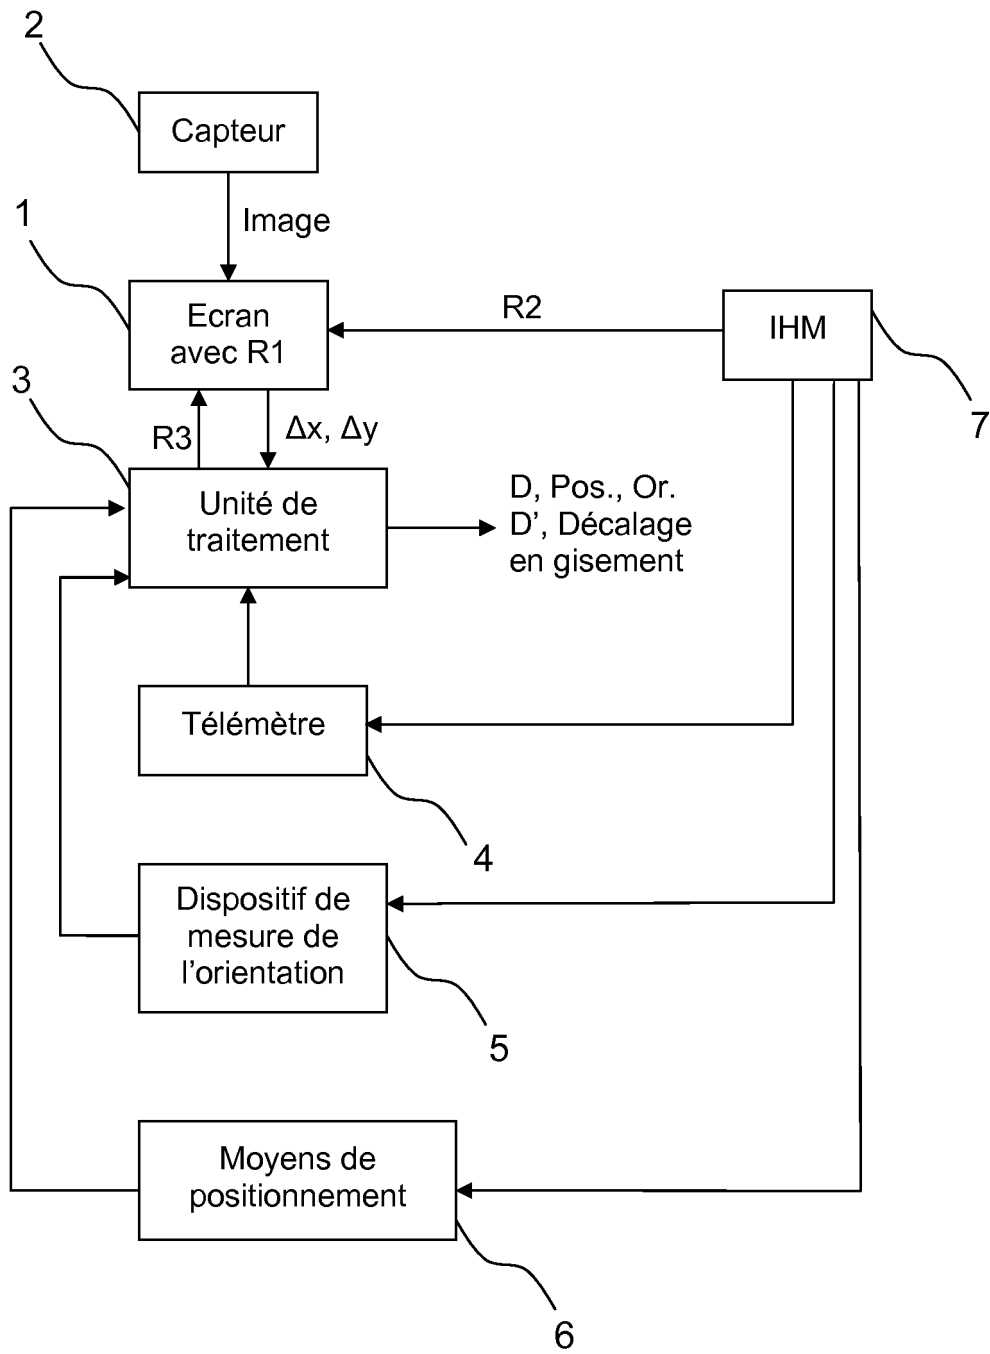 2
Capteur
Image
1
Ecran
avec R1
R2
IHM
7
3
R3
Δx, Δy
Unité de
traitement
D, Pos., Or.
D’, Décalage
en gisement
Télémètre
4
Dispositif de
mesure de
l’orientation
5
Moyens de
positionnement
6